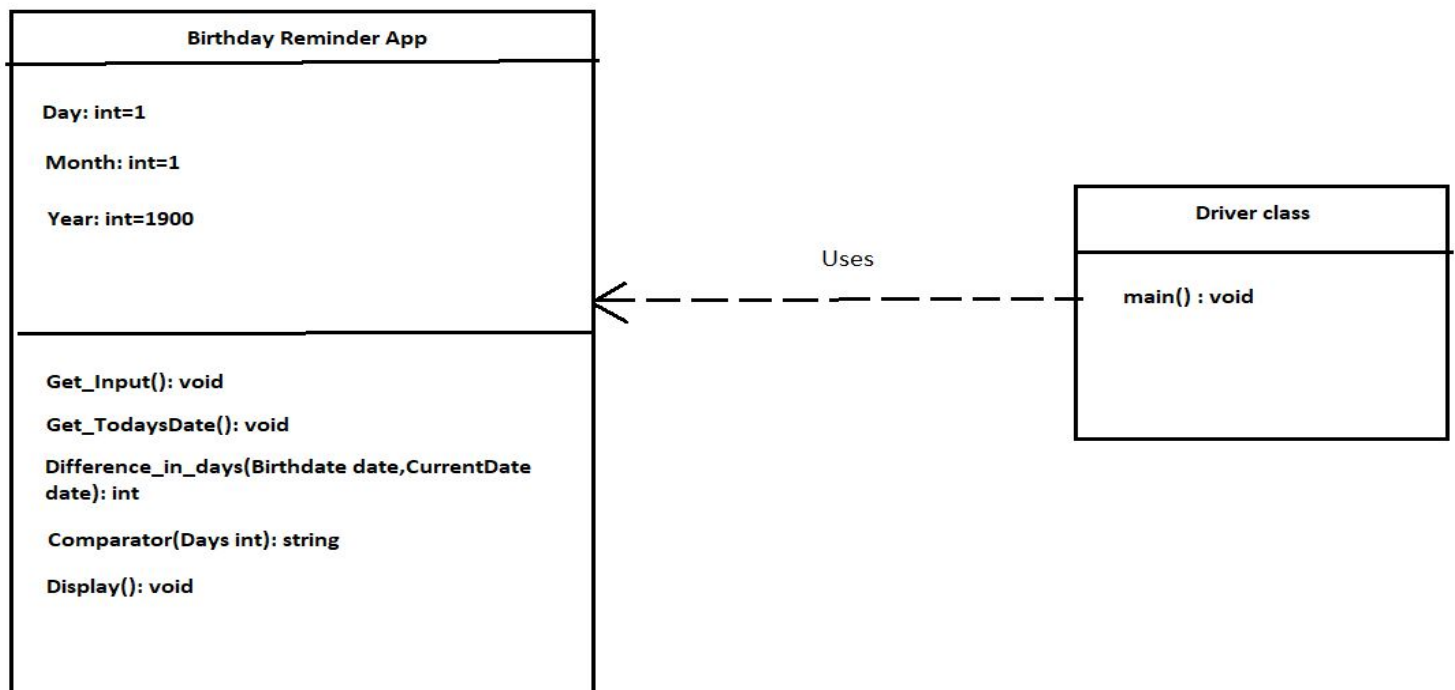 Birthday Reminder App
Day: int=1
Month: int=1
Year: int=1900
Get_Input(): void
Get_TodaysDate(): void
Difference_in_days(Birthdate date,CurrentDate
date): int
Comparator(Days int): string
Display(): void
Uses
Driver class
main() : void